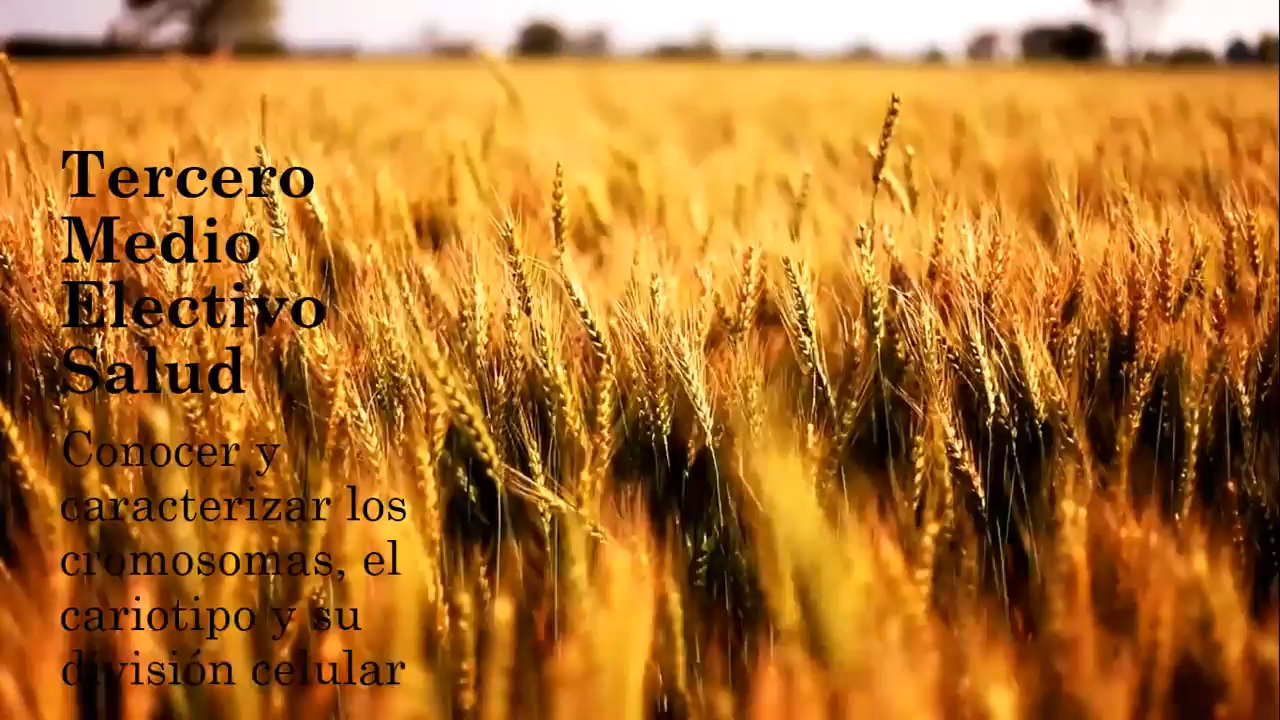 Tercero
Medio
Electivo
Salud
Conocer y
caracterizar los
cromosomas, el
cariotipo y su
división celular